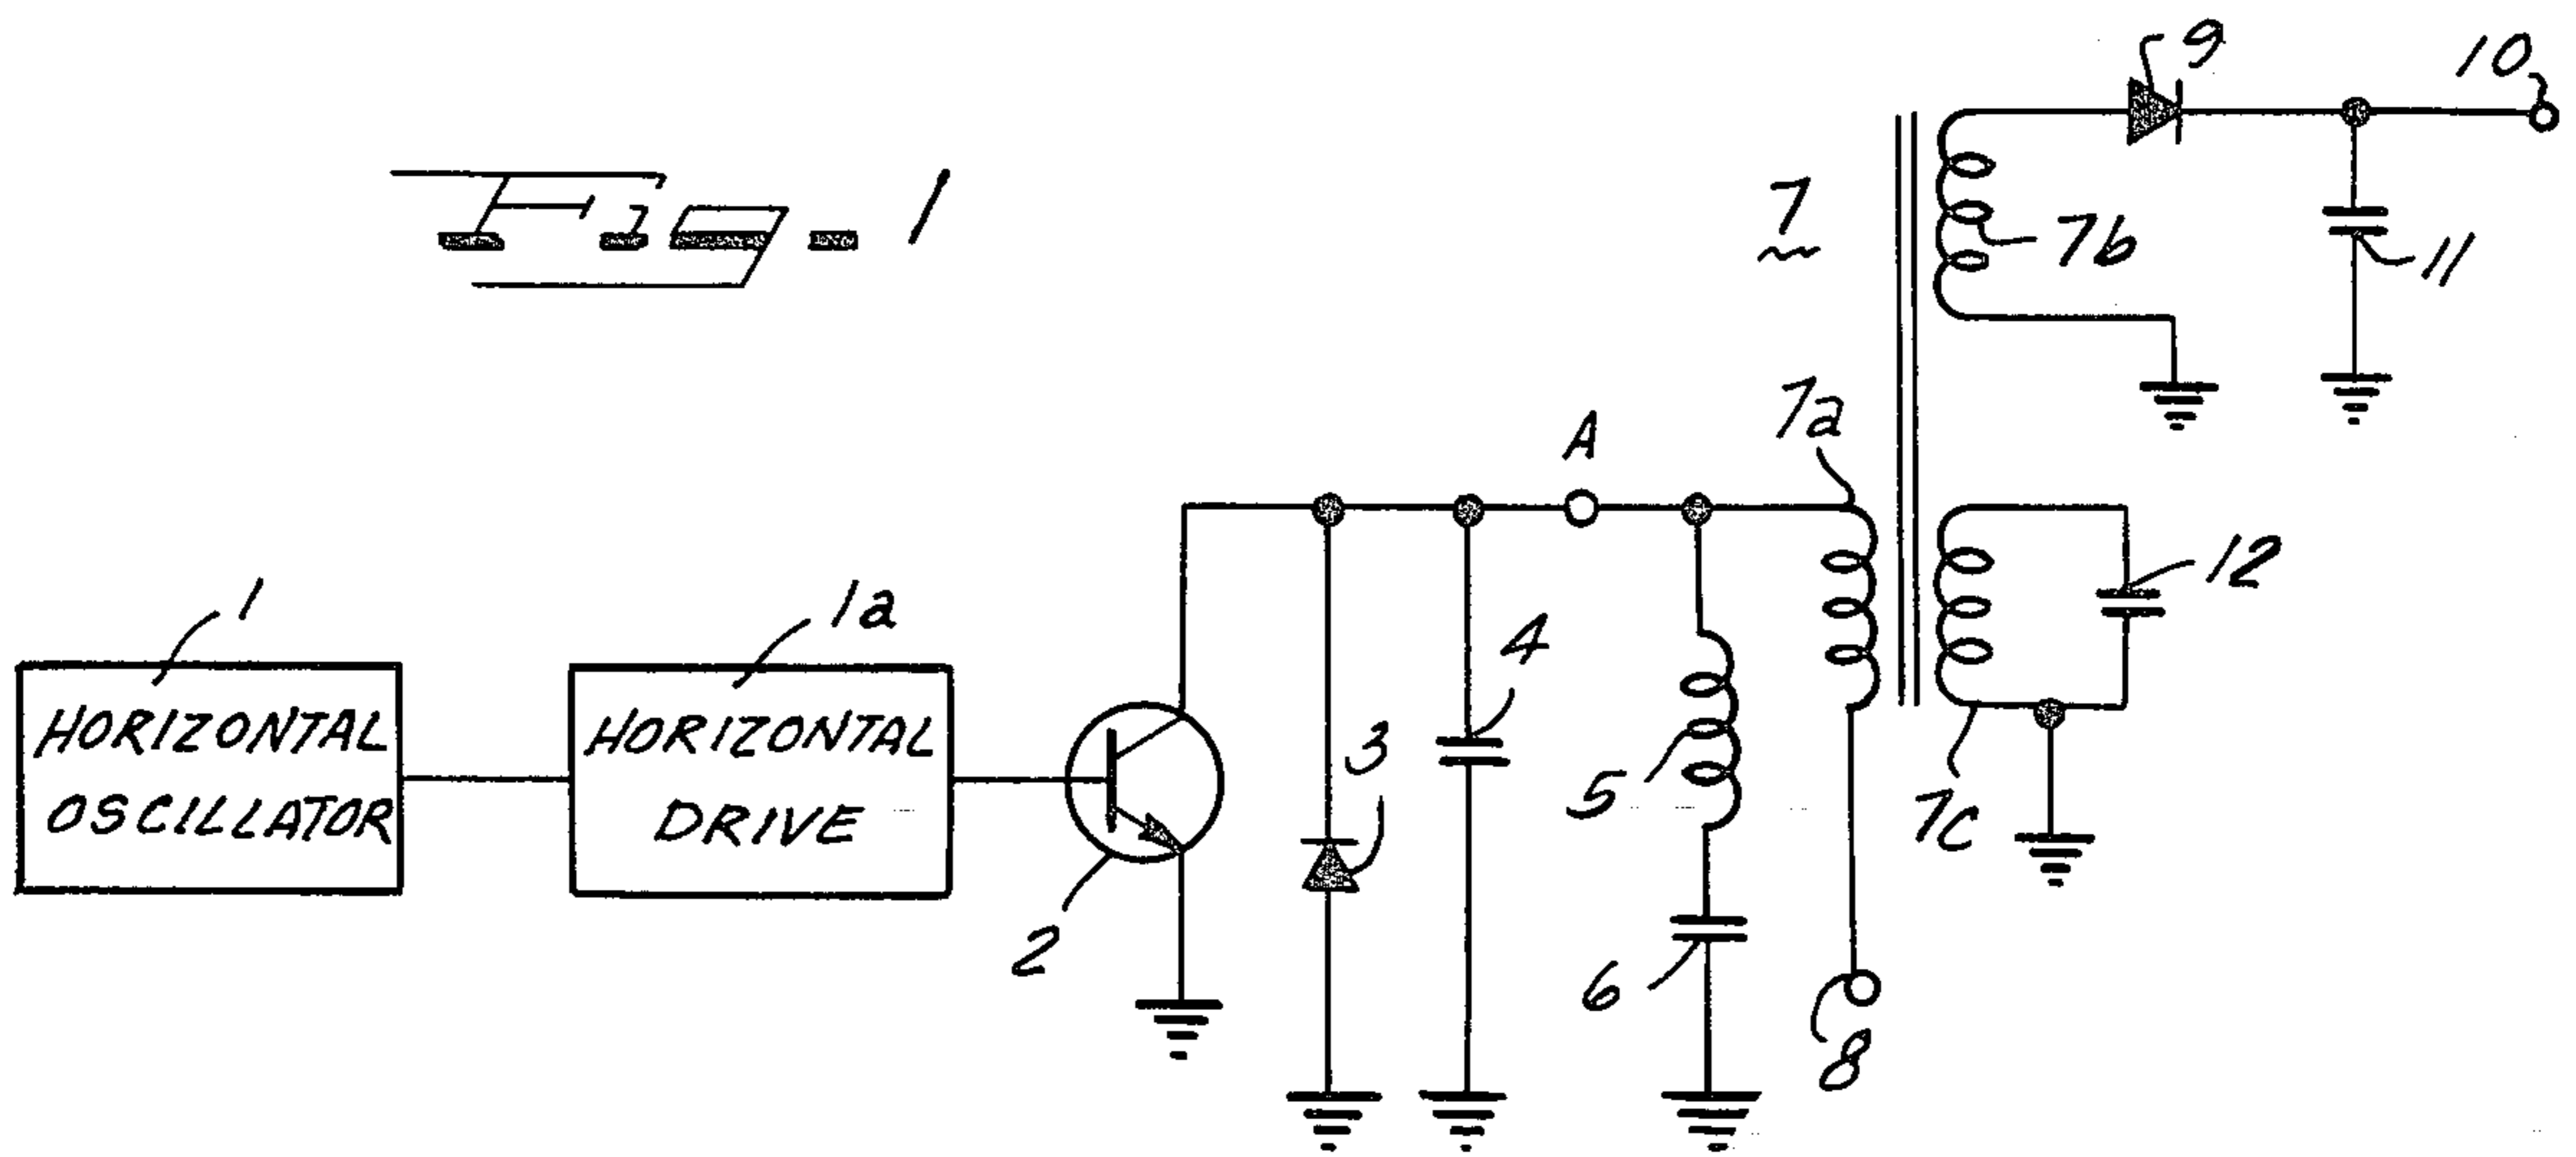 Fig-1
9
10
7
7b
11
7a
A
12
1
1a
4
HORIZONTAL
OSCILLATOR
HORIZONTAL
DRIVE
3
5
7c
2
6
8